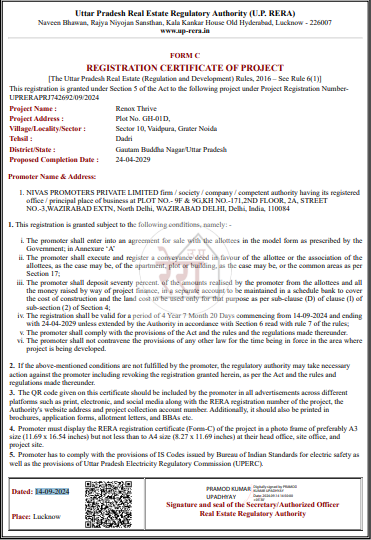 Uttar Pradesh Real Estate Regulatory Authority (U.P. RERA)
Naveen Bhawan, Rajya Niyojan Sansthan, Kala Kankar House Old Hyderabad, Lucknow - 226007
www.up-rera.in
FORM C
REGISTRATION CERTIFICATE OF PROJECT
[The Uttar Pradesh Real Estate (Regulation and Development) Rules, 2016 – See Rule 6(1)]
This registration is granted under Section 5 of the Act to the following project under Project Registration Number-
UPRERAPRJ742692/09/2024
Project Name : Renox Thrive
Project Address : Plot No. GH-01D,
Village/Locality/Sector : Sector 10, Vaidpura, Grater Noida
Tehsil : Dadri
District/State : Gautam Buddha Nagar/Uttar Pradesh
Proposed Completion Date : 24-04-2029
Promoter Name & Address:
1. NIVAS PROMOTERS PRIVATE LIMITED firm / society / company / competent authority having its registered
office / principal place of business at PLOT NO.- 9F & 9G,KH NO.-171,2ND FLOOR, 2A, STREET
NO.-3,WAZIRABAD EXTN, North Delhi, WAZIRABAD DELHI, Delhi, India, 110084
1. This registration is granted subject to the following conditions, namely: -
i. The promoter shall enter into an agreement for sale with the allottees in the model form as prescribed by the
Government; in Annexure 'A'
ii. The promoter shall execute and register a conveyance deed in favour of the allottee or the association of the
allottees, as the case may be, of the apartment, plot or building, as the case may be, or the common areas as per
Section 17;
iii. The promoter shall deposit seventy percent. of the amounts realised by the promoter from the allottees and all
the money raised by way of project finance, in a separate account to be maintained in a schedule bank to cover
the cost of construction and the land cost to be used only for that purpose as per sub-clause (D) of clause (l) of
sub-section (2) of Section 4;
iv. The registration shall be valid for a period of 4 Year 7 Month 20 Days commencing from 14-09-2024 and ending
with 24-04-2029 unless extended by the Authority in accordance with Section 6 read with rule 7 of the rules;
v. The promoter shall comply with the provisions of the Act and the rules and the regulations made thereunder.
vi. The promoter shall not contravene the provisions of any other law for the time being in force in the area where
project is being developed.
2. If the above-mentioned conditions are not fulfilled by the promoter, the regulatory authority may take necessary
action against the promoter including revoking the registration granted herein, as per the Act and the rules and
regulations made thereunder.
3. The QR code given on this certificate should be included by the promoter in all advertisements across different
platforms such as print, electronic, and social media along with the RERA registration number of the project, the
Authority's website address and project collection account number. Additionally, it should also be printed in
brochures, application forms, allotment letters, and BBAs etc.
4. Promoter must display the RERA registration certificate (Form-C) of the project in a photo frame of preferably A3
size (11.69 x 16.54 inches) but not less than to A4 size (8.27 x 11.69 inches) at their head office, site office, and
project site.
5. Promoter has to comply with the provisions of IS Codes issued by Bureau of Indian Standards for electric safety as
well as the provisions of Uttar Pradesh Electricity Regulatory Commission (UPERC).
Dated: 14-09-2024
Place: Lucknow
PRAMOD KUMAR
UPADHYAY
Digitally signed by PRAMOD
KUMAR UPADHYAY
Signature and seal of the Secretary/Authorized Officer
Real Estate Regulatory Authority